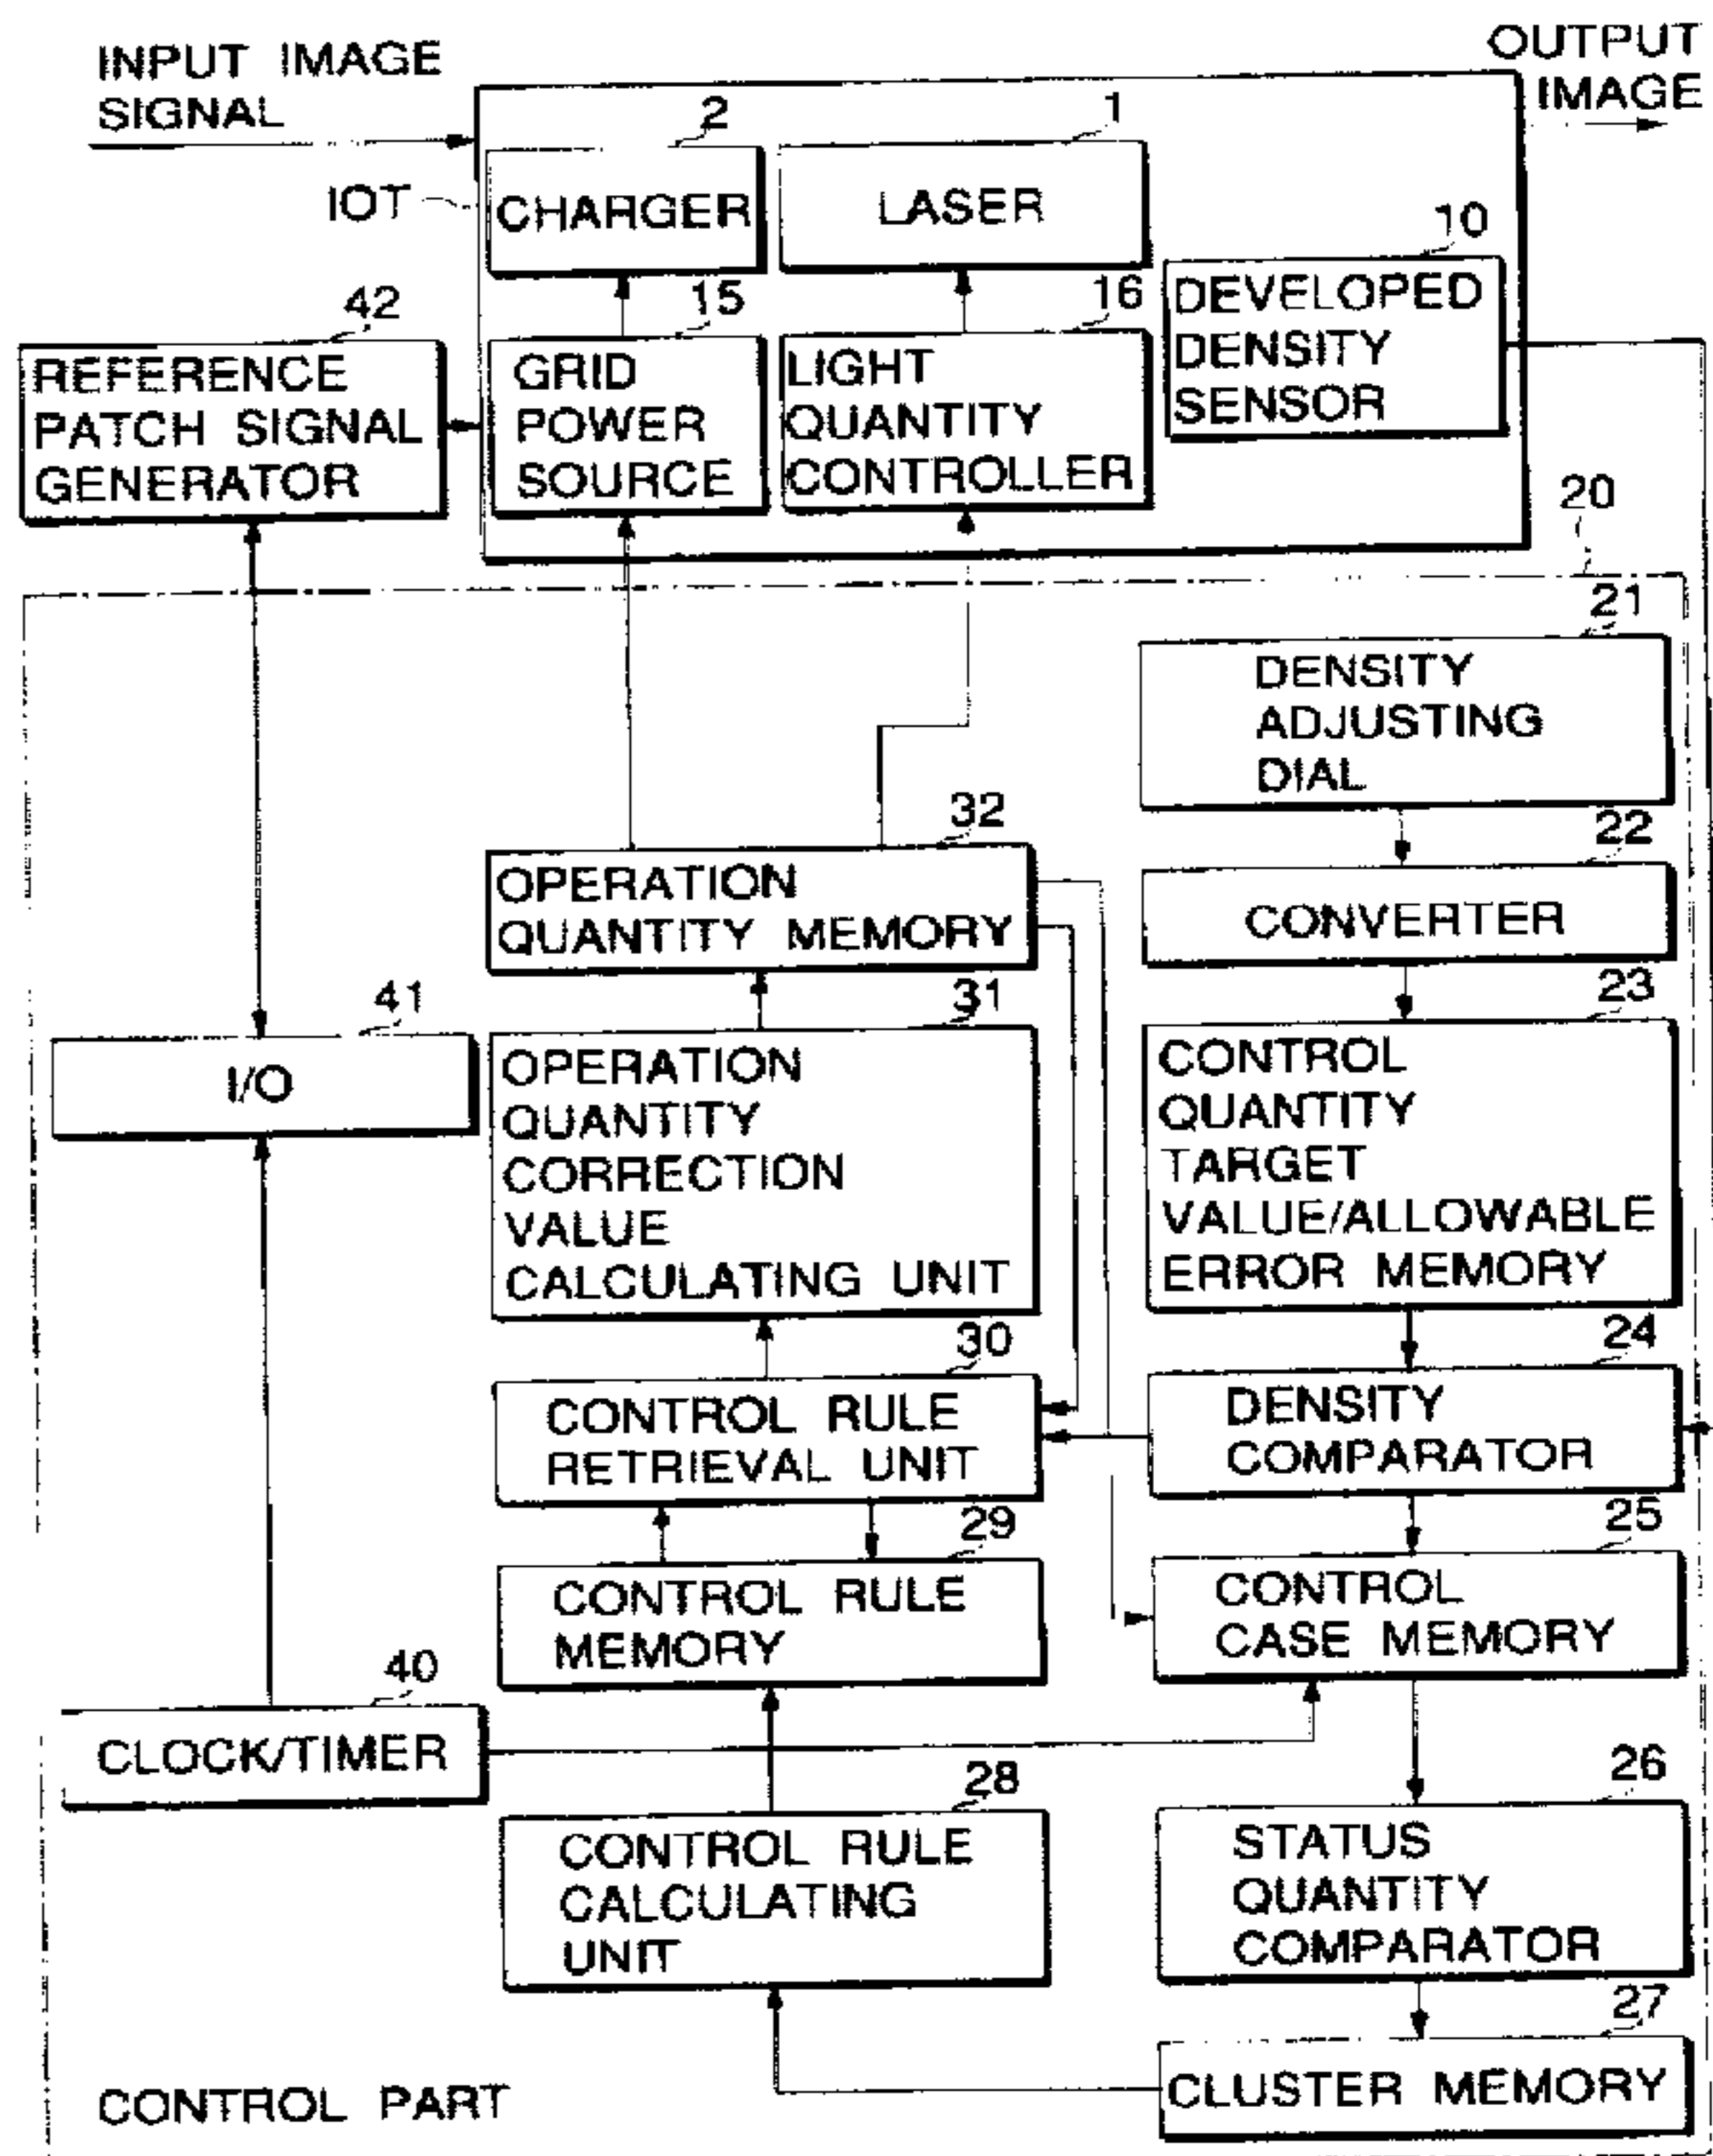 INPUT IMAGE
SIGNAL
OUTPUT
IMAGE
2
1
IOT
CHARGER
LASER
10
DEVELOPED
DENSITY
SENSOR
42
15
16
REFERENCE
PATCH SIGNAL
GENERATOR
GRID
POWER
SOURCE
LIGHT
QUANTITY
CONTROLLER
20
21
DENSITY
ADJUSTING
DIAL
32
22
OPERATION
QUANTITY MEMORY
CONVERTER
41
31
23
I/O
OPERATION
QUANTITY
CORRECTION
VALUE
CALCULATING UNIT
CONTROL
QUANTITY
TARGET
VALUE/ALLOWABLE
ERROR MEMORY
30
24
CONTROL RULE
RETRIEVAL UNIT
DENSITY
COMPARATOR
29
25
CONTROL RULE
MEMORY
CONTROL
CASE MEMORY
40
CLOCK/TIMER
28
26
CONTROL RULE
CALCULATING
UNIT
STATUS
QUANTITY
COMPARATOR
27
CLUSTER MEMORY
CONTROL PART